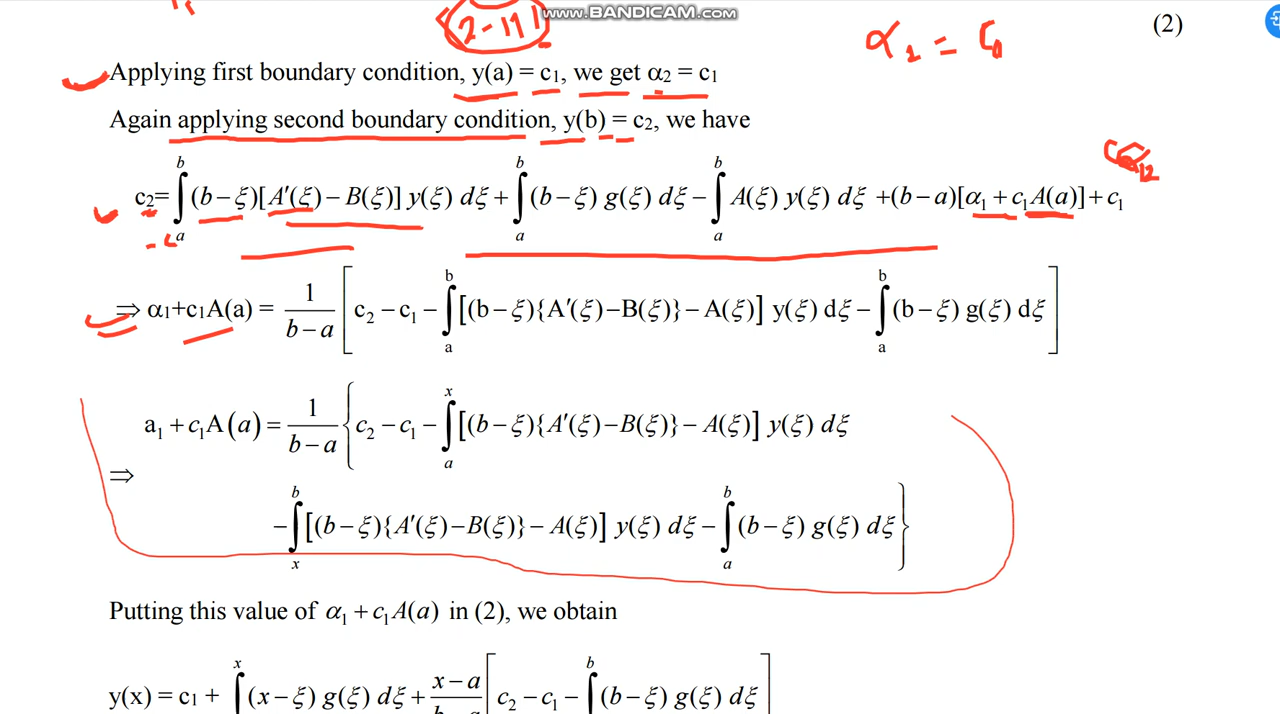 www.BANDICAM.com
2-11
(2)
α₁ = C
Applying first boundary condition, y(a) = c₁, we get α₂ = c₁
Again applying second boundary condition, y(b) = c₂, we have
c₂= ∫ₐᵇ (b−ξ)[A′(ξ)−B(ξ)] y(ξ) dξ + ∫ₐᵇ (b−ξ) g(ξ) dξ − ∫ₐᵇ A(ξ) y(ξ) dξ +(b−a)[α₁ + c₁A(a)]+c₁
⇒ α₁+c₁A(a) = 1/(b−a) [c₂ − c₁ − ∫ₐᵇ [(b−ξ){A′(ξ)−B(ξ)}−A(ξ)] y(ξ) dξ − ∫ₐᵇ (b−ξ) g(ξ) dξ]
a₁ + c₁A(a) = 1/(b−a) {c₂ − c₁ − ∫ₐˣ [(b−ξ){A′(ξ)−B(ξ)}−A(ξ)] y(ξ) dξ
⇒
−∫ₓᵇ [(b−ξ){A′(ξ)−B(ξ)}−A(ξ)] y(ξ) dξ − ∫ₐᵇ (b−ξ) g(ξ) dξ}
Putting this value of α₁ + c₁A(a) in (2), we obtain
y(x) = c₁ + ∫ˣ (x−ξ) g(ξ) dξ + x−a [c₂ − c₁ − ∫ᵇ (b−ξ) g(ξ) dξ]